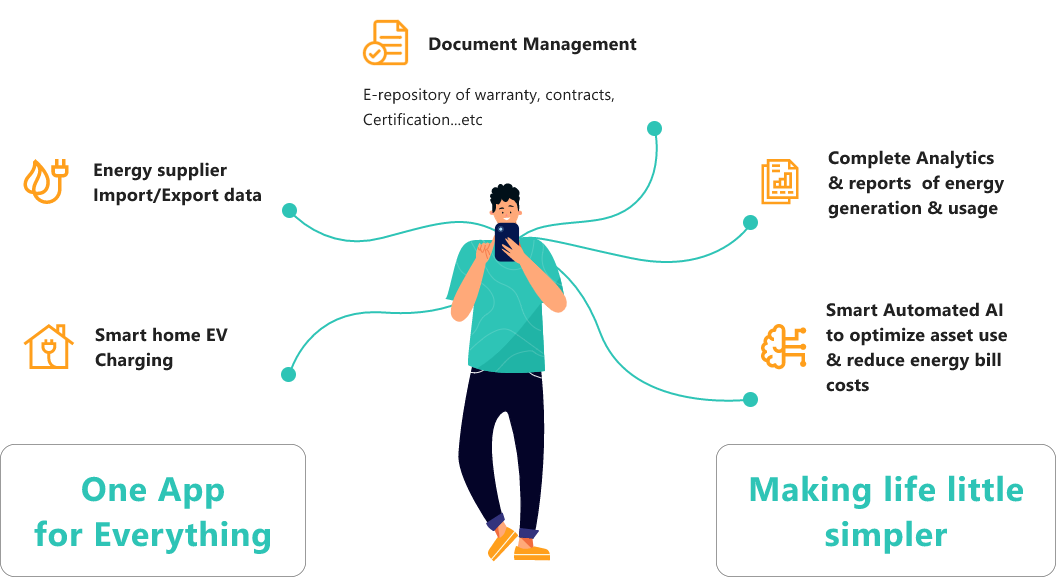 Document Management
E-repository of warranty, contracts,
Certification...etc
Energy supplier
Import/Export data
Complete Analytics
& reports of energy
generation & usage
Smart home EV
Charging
Smart Automated AI
to optimize asset use
& reduce energy bill
costs
One App
for Everything
Making life little
simpler